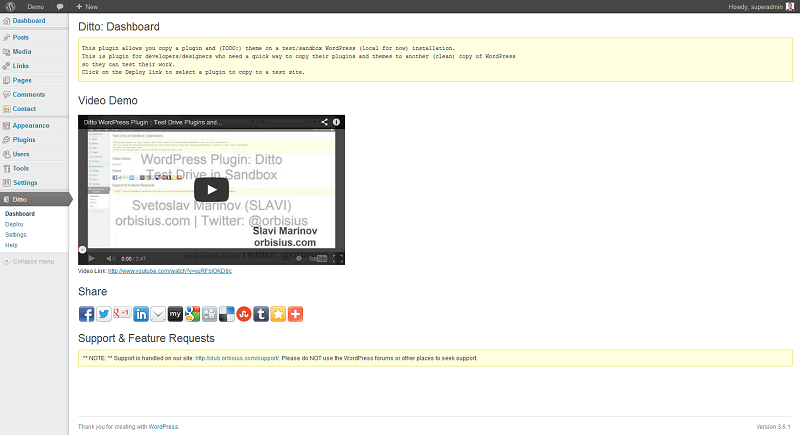 Demo
+ New
Howdy, superadmin
Dashboard
Posts
Media
Links
Pages
Comments
Contact
Appearance
Plugins
Users
Tools
Settings
Ditto
Dashboard
Deploy
Settings
Help
Collapse menu
Ditto: Dashboard
This plugin allows you copy a plugin and (TODO:) theme on a test/sandbox WordPress (local for now) installation.
This is plugin for developers/designers who need a quick way to copy their plugins and themes to another (clean) copy of WordPress
so they can test their work.
Click on the Deploy link to select a plugin to copy to a test site.
Video Demo
Ditto WordPress Plugin : Test Drive Plugins and...
WordPress Plugin: Ditto
Test Drive in Sandbox
Svetoslav Marinov (SLAVI)
orbisius.com | Twitter: @orbisius
Slavi Marinov
orbisius.com
0:00 / 3:47
YouTube
Video Link:
Share
+1
my
Support & Feature Requests
** NOTE: ** Support is handled on our site: http://club.orbisius.com/support/. Please do NOT use the WordPress forums or other places to seek support.
Thank you for creating with WordPress
Version 3.6.1